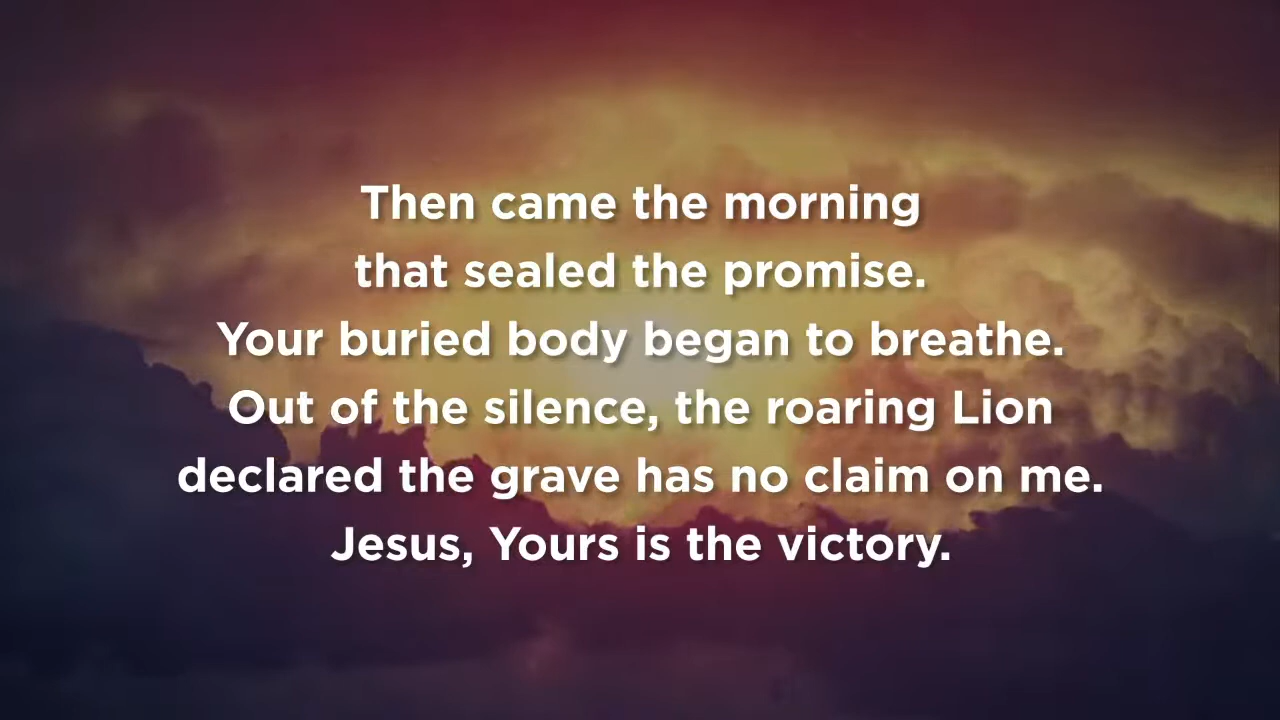 Then came the morning
that sealed the promise.
Your buried body began to breathe.
Out of the silence, the roaring Lion
declared the grave has no claim on me.
Jesus, Yours is the victory.